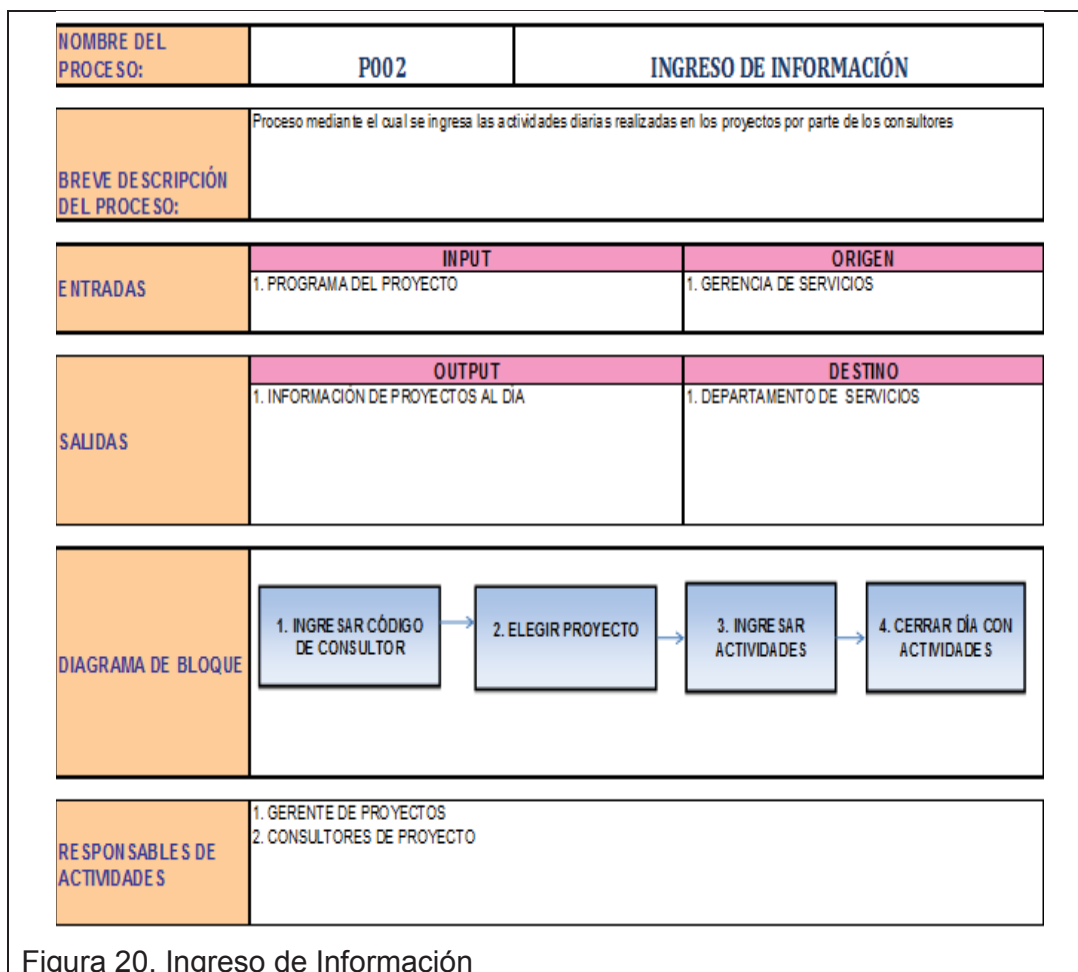 NOMBRE DEL
PROCESO:
P002
INGRESO DE INFORMACIÓN
BREVE DESCRIPCIÓN
DEL PROCESO:
Proceso mediante el cual se ingresa las actividades diarias realizadas en los proyectos por parte de los consultores
ENTRADAS
INPUT
ORIGEN
1. PROGRAMA DEL PROYECTO
1. GERENCIA DE SERVICIOS
SALIDAS
OUTPUT
DESTINO
1. INFORMACIÓN DE PROYECTOS AL DÍA
1. DEPARTAMENTO DE SERVICIOS
DIAGRAMA DE BLOQUE
1. INGRESAR CÓDIGO
DE CONSULTOR
2. ELEGIR PROYECTO
3. INGRESAR
ACTIVIDADES
4. CERRAR DÍA CON
ACTIVIDADES
RESPONSABLES DE
ACTIVIDADES
1. GERENTE DE PROYECTOS
2. CONSULTORES DE PROYECTO
Figura 20. Ingreso de Información